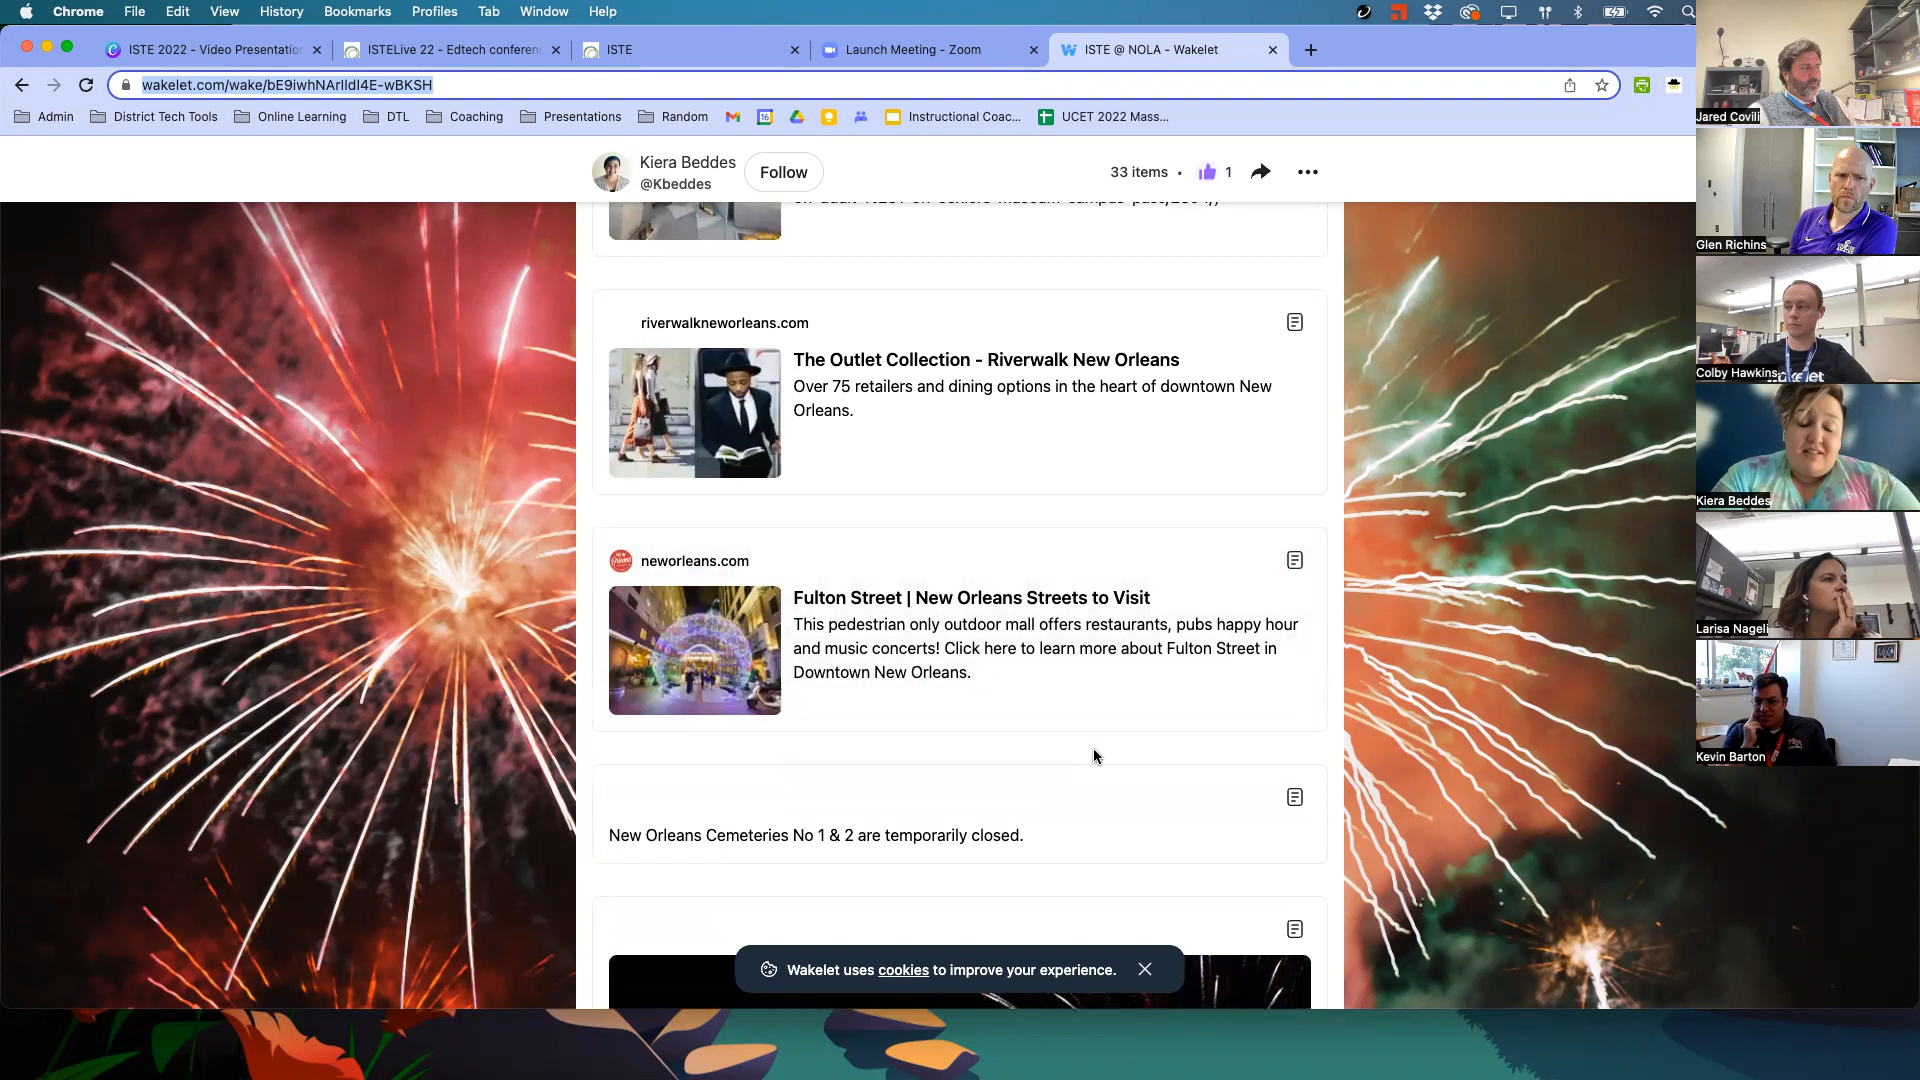 Chrome File Edit View History Bookmarks Profiles Tab Window Help
ISTE 2022 - Video Presentation
ISTELive 22 - Edtech conferen
ISTE
Launch Meeting - Zoom
ISTE @ NOLA - Wakelet
wakelet.com/wake/bE9iwhNArIldI4E-wBKSH
Admin District Tech Tools Online Learning DTL Coaching Presentations Random 16 Instructional Coac... UCET 2022 Mass...
Kiera Beddes
@Kbeddes
Follow
33 items • 1
riverwalkneworleans.com
The Outlet Collection - Riverwalk New Orleans
Over 75 retailers and dining options in the heart of downtown New
Orleans.
neworleans.com
Fulton Street | New Orleans Streets to Visit
This pedestrian only outdoor mall offers restaurants, pubs happy hour
and music concerts! Click here to learn more about Fulton Street in
Downtown New Orleans.
New Orleans Cemeteries No 1 & 2 are temporarily closed.
Wakelet uses cookies to improve your experience.
Jared Covili
Glen Richins
Colby Hawkins
Kiera Beddes
Larisa Nageli
Kevin Barton